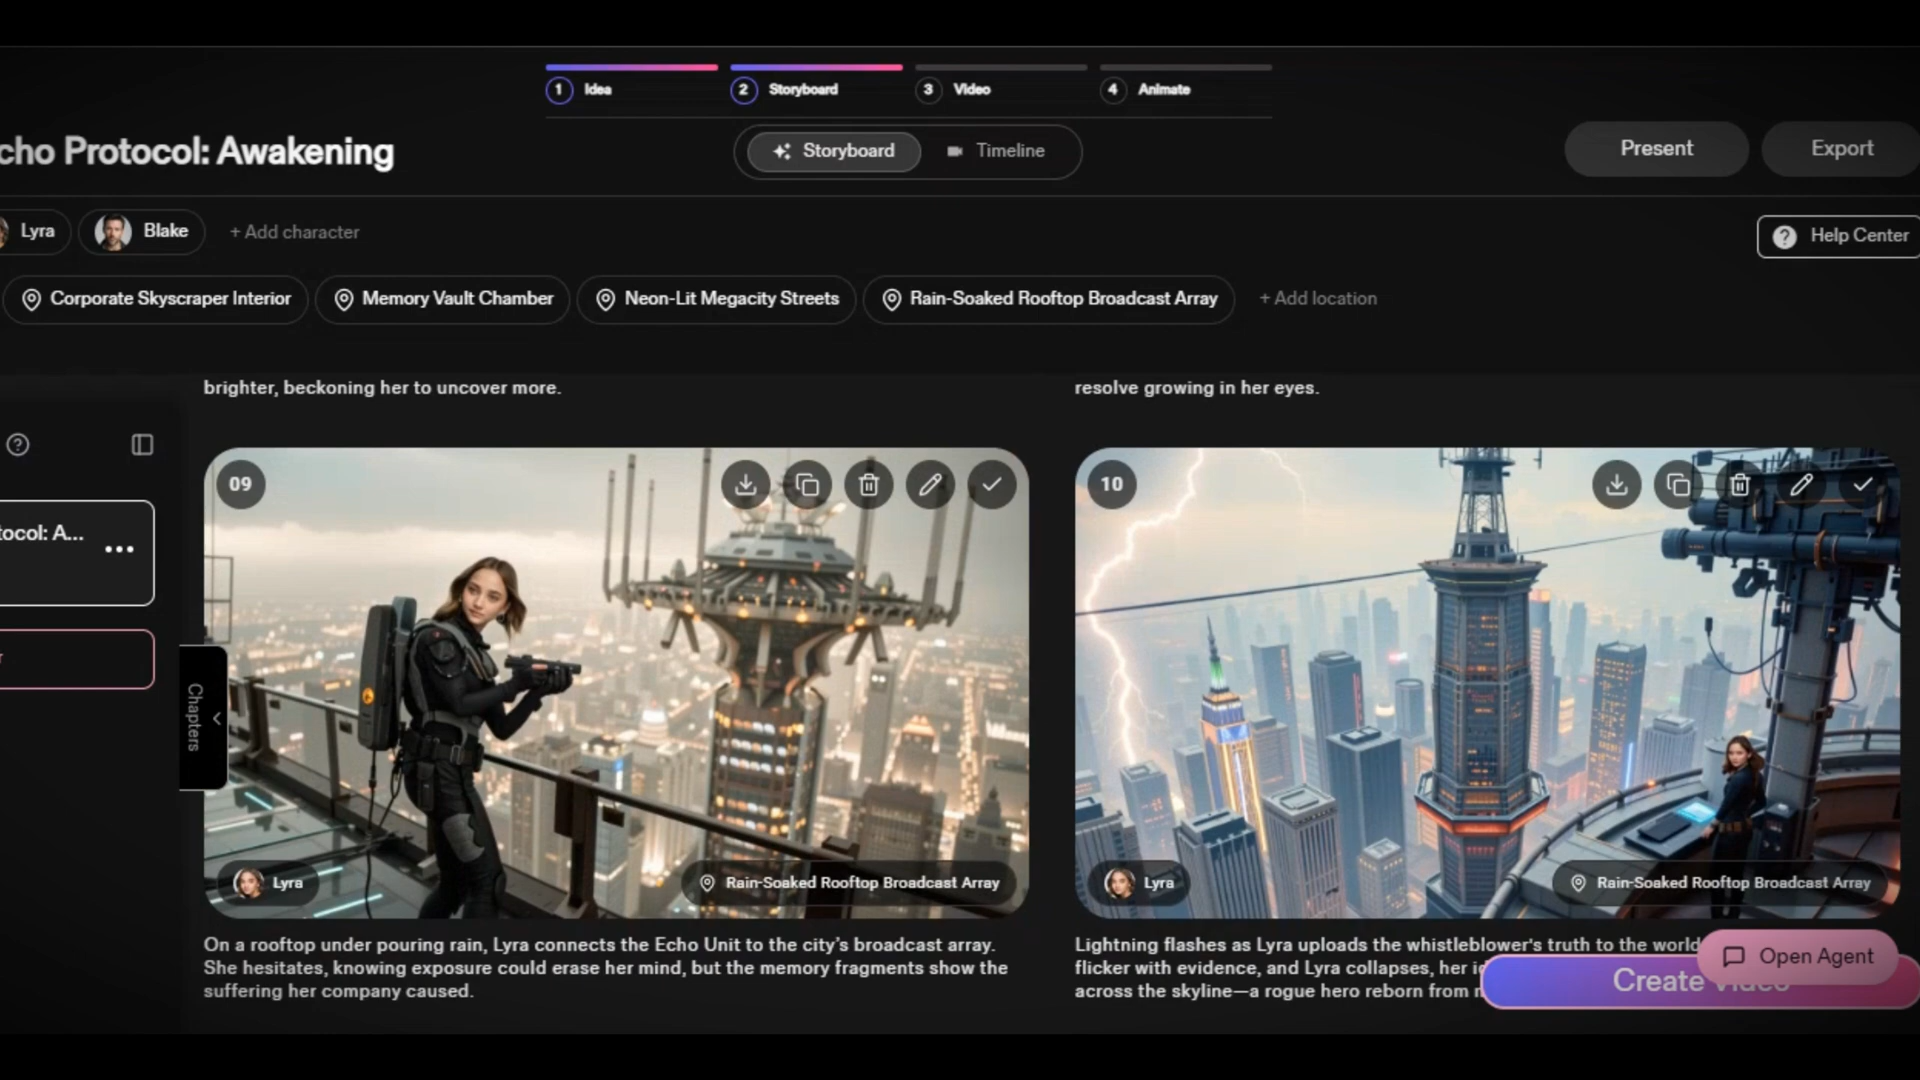 1 Idea
2 Storyboard
3 Video
4 Animate
cho Protocol: Awakening
Storyboard
Timeline
Present
Export
Lyra
Blake
+ Add character
? Help Center
Corporate Skyscraper Interior
Memory Vault Chamber
Neon-Lit Megacity Streets
Rain-Soaked Rooftop Broadcast Array
+ Add location
brighter, beckoning her to uncover more.
resolve growing in her eyes.
?
tocol: A...
r
Chapters
09
Lyra
Rain-Soaked Rooftop Broadcast Array
On a rooftop under pouring rain, Lyra connects the Echo Unit to the city's broadcast array.
She hesitates, knowing exposure could erase her mind, but the memory fragments show the
suffering her company caused.
10
Lyra
Rain-Soaked Rooftop Broadcast Array
Lightning flashes as Lyra uploads the whistleblower's truth to the world
flicker with evidence, and Lyra collapses, her
across the skyline—a rogue hero reborn from
Open Agent
Create Video